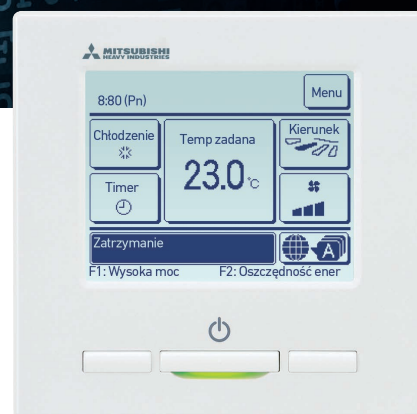 MITSUBISHI
HEAVY INDUSTRIES
8:80 (Pn)
Menu
Chłodzenie
Temp zadana
Kierunek
23.0 °C
Timer
Zatrzymanie
A
F1: Wysoka moc
F2: Oszczędność ener